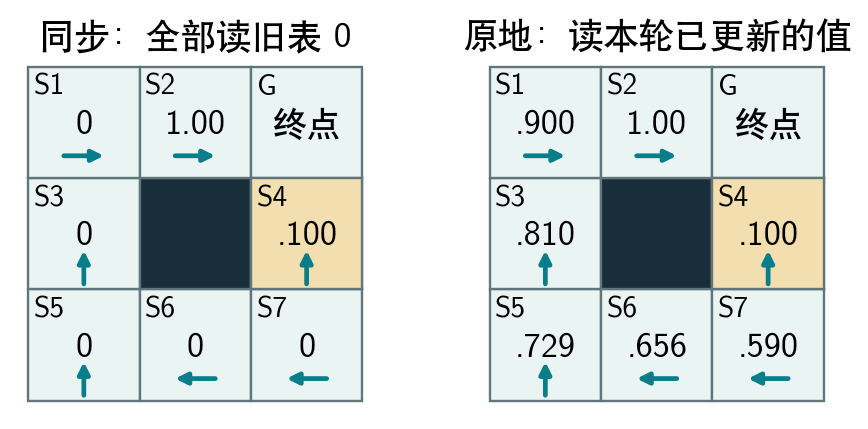 同步： 全部读旧表 0
S1 S2 G
0 1.00 终点
S3 S4
0 .100
S5 S6 S7
0 0 0
原地： 读本轮已更新的值
S1 S2 G
.900 1.00 终点
S3 S4
.810 .100
S5 S6 S7
.729 .656 .590